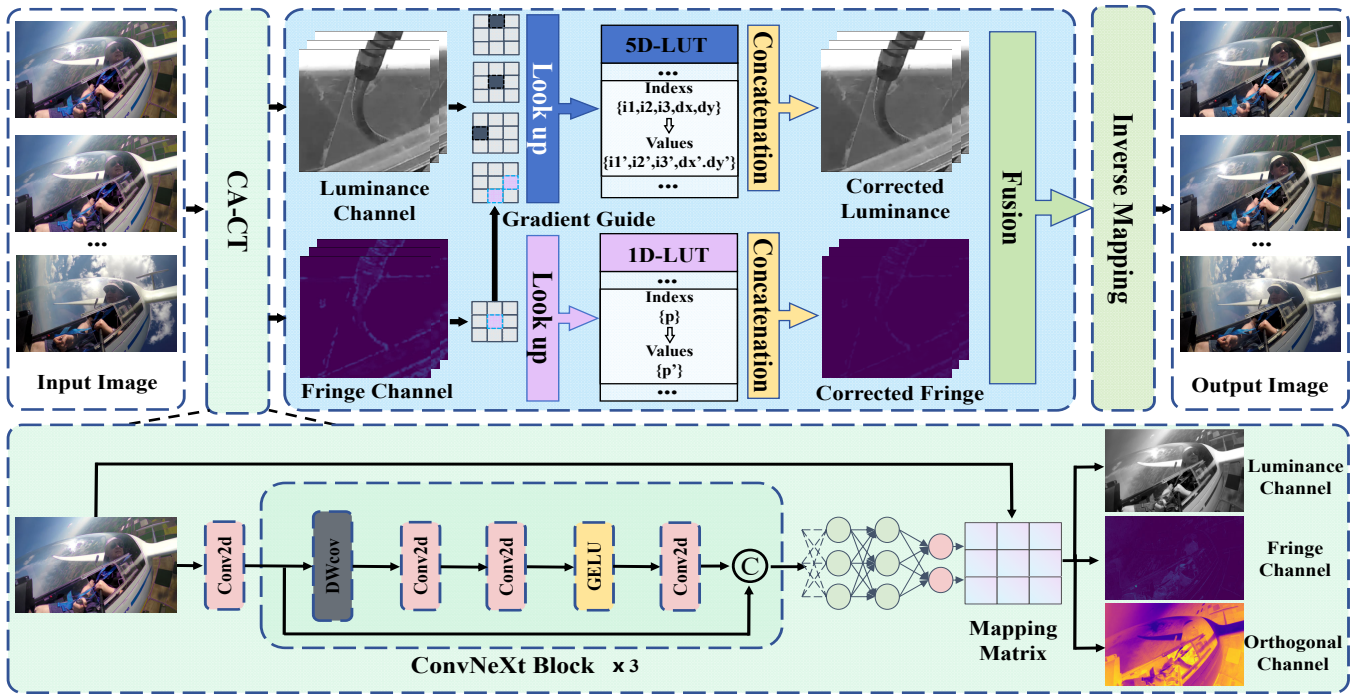 Input Image
CA-CT
Luminance
Channel
Fringe Channel
Look up
Gradient Guide
Look up
5D-LUT
...
Indexs
{i1,i2,i3,dx,dy}
Values
{i1',i2',i3',dx'.dy'}
...
1D-LUT
...
Indexs
{p}
Values
{p'}
...
Concatenation
Concatenation
Corrected
Luminance
Corrected Fringe
Fusion
Inverse Mapping
...
...
Output Image
Conv2d
DWcov
Conv2d
Conv2d
GELU
Conv2d
C
ConvNeXt Block x 3
Mapping
Matrix
Luminance
Channel
Fringe
Channel
Orthogonal
Channel